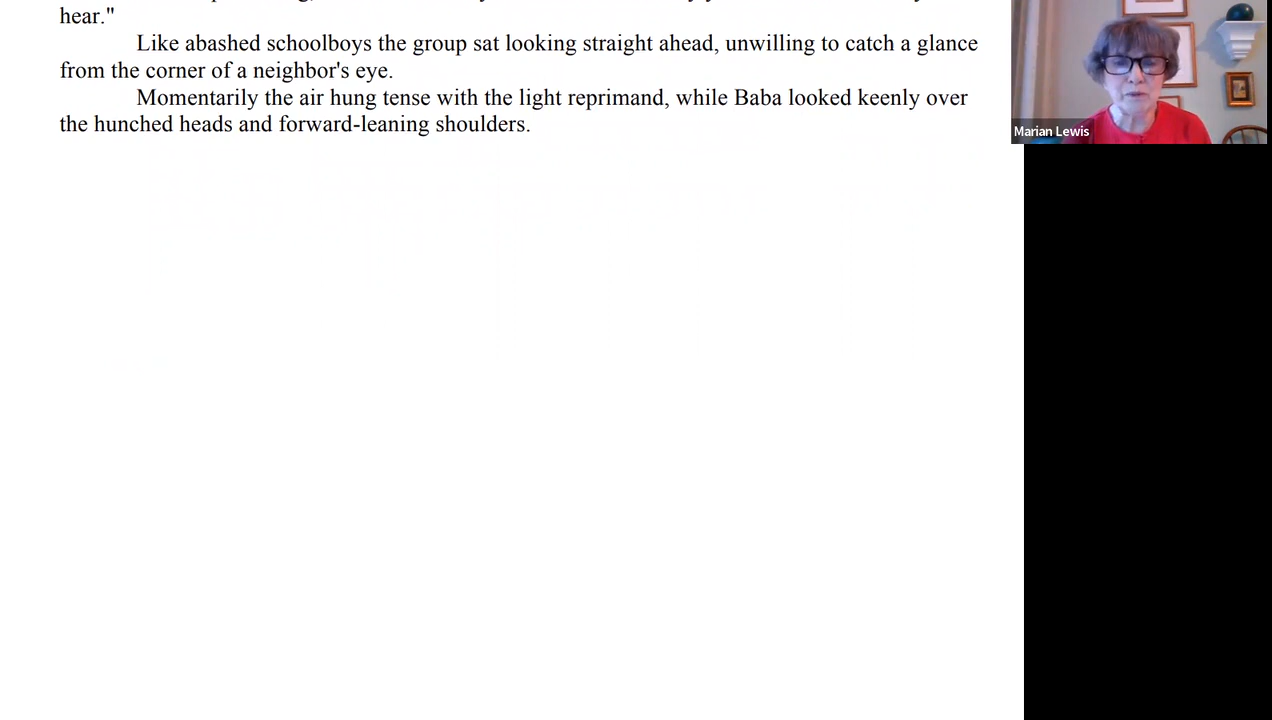 hear."
Like abashed schoolboys the group sat looking straight ahead, unwilling to catch a glance
from the corner of a neighbor's eye.
Momentarily the air hung tense with the light reprimand, while Baba looked keenly over
the hunched heads and forward-leaning shoulders.
Marian Lewis